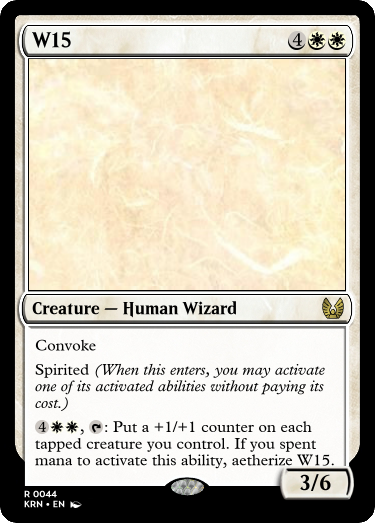 W15 4
Creature — Human Wizard
Convoke
Spirited (When this enters, you may activate
one of its activated abilities without paying its
cost.)
4, : Put a +1/+1 counter on each
tapped creature you control. If you spent
mana to activate this ability, aetherize W15.
3/6
R 0044
KRN • EN